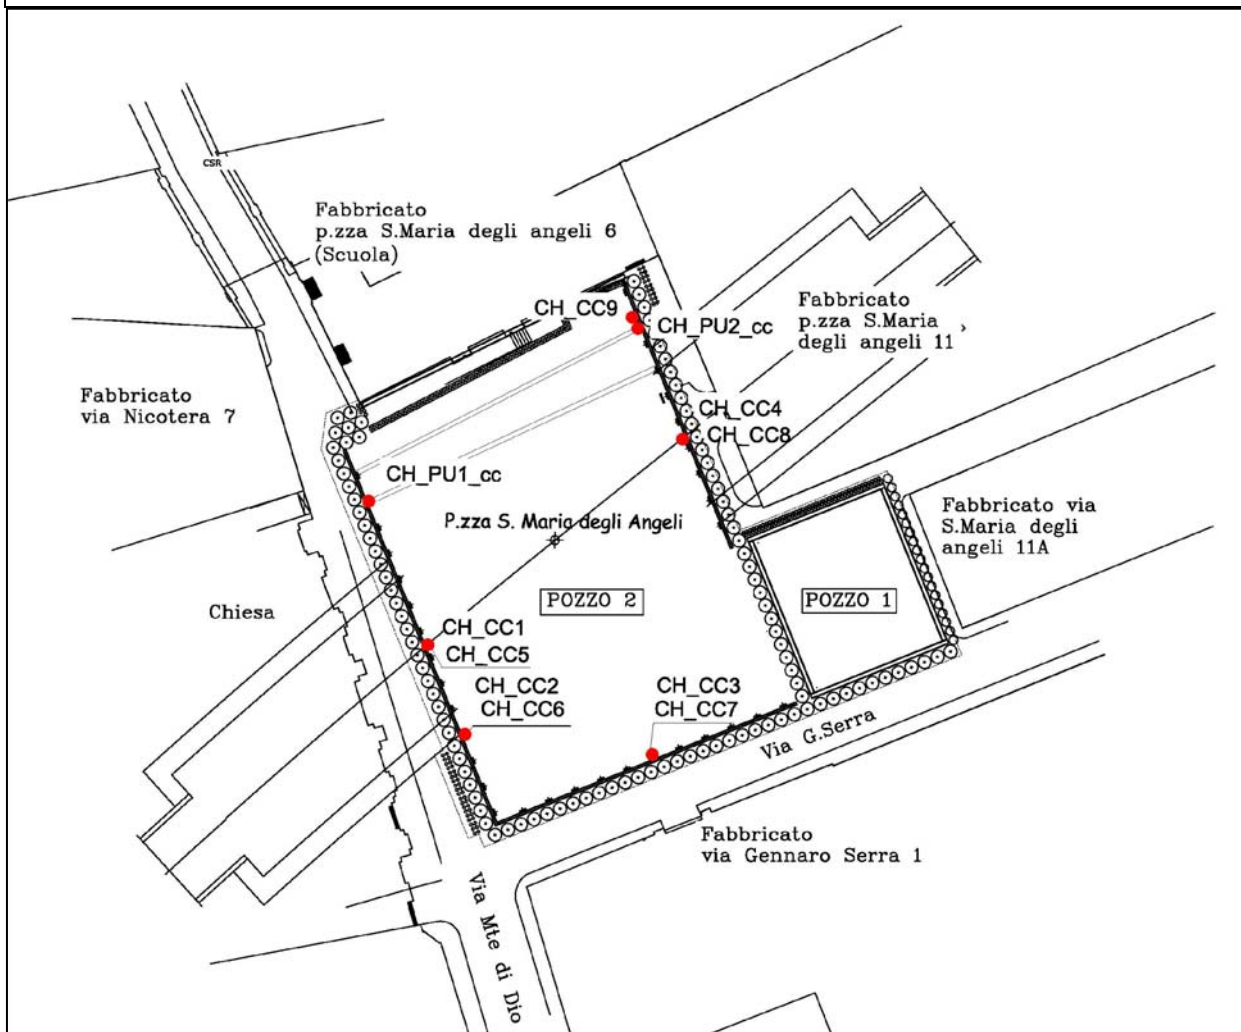 CSR
Fabbricato
p.zza S.Maria degli angeli 6
(Scuola)
CH_CC9
CH_PU2_cc
Fabbricato
p.zza S.Maria
degli angeli 11
Fabbricato
via Nicotera 7
CH_CC4
CH_CC8
CH_PU1_cc
P.zza S. Maria degli Angeli
Fabbricato via
S.Maria degli
angeli 11A
POZZO 2
POZZO 1
Chiesa
CH_CC1
CH_CC5
CH_CC2
CH_CC6
CH_CC3
CH_CC7
Via G.Serra
Fabbricato
via Gennaro Serra 1
Via Mte di Dio